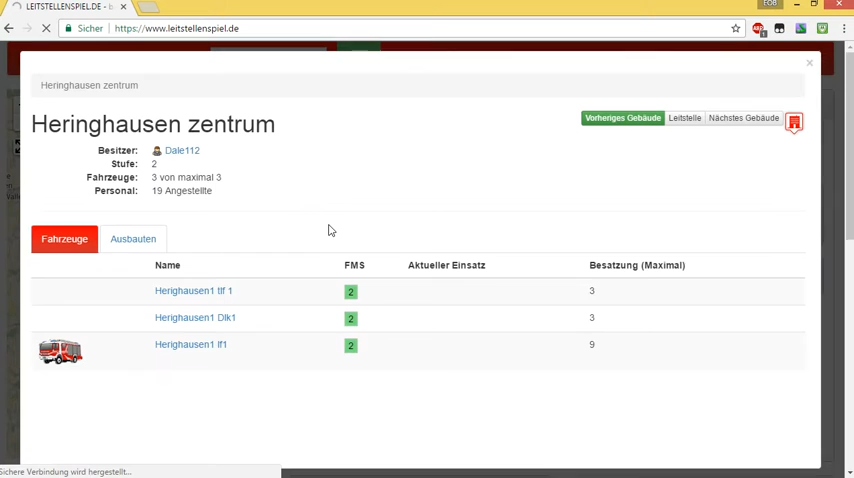 LEITSTELLENSPIEL.DE - b
EOB
Sicher
https://www.leitstellenspiel.de
1
Heringhausen zentrum
Heringhausen zentrum
Vorheriges Gebäude Leitstelle Nächstes Gebäude
Besitzer: Dale112
Stufe: 2
Fahrzeuge: 3 von maximal 3
Personal: 19 Angestellte
Fahrzeuge Ausbauten
Name FMS Aktueller Einsatz Besatzung (Maximal)
Herighausen1 tlf 1 2 3
Herighausen1 Dlk1 2 3
Herighausen1 lf1 2 9
Sichere Verbindung wird hergestellt...